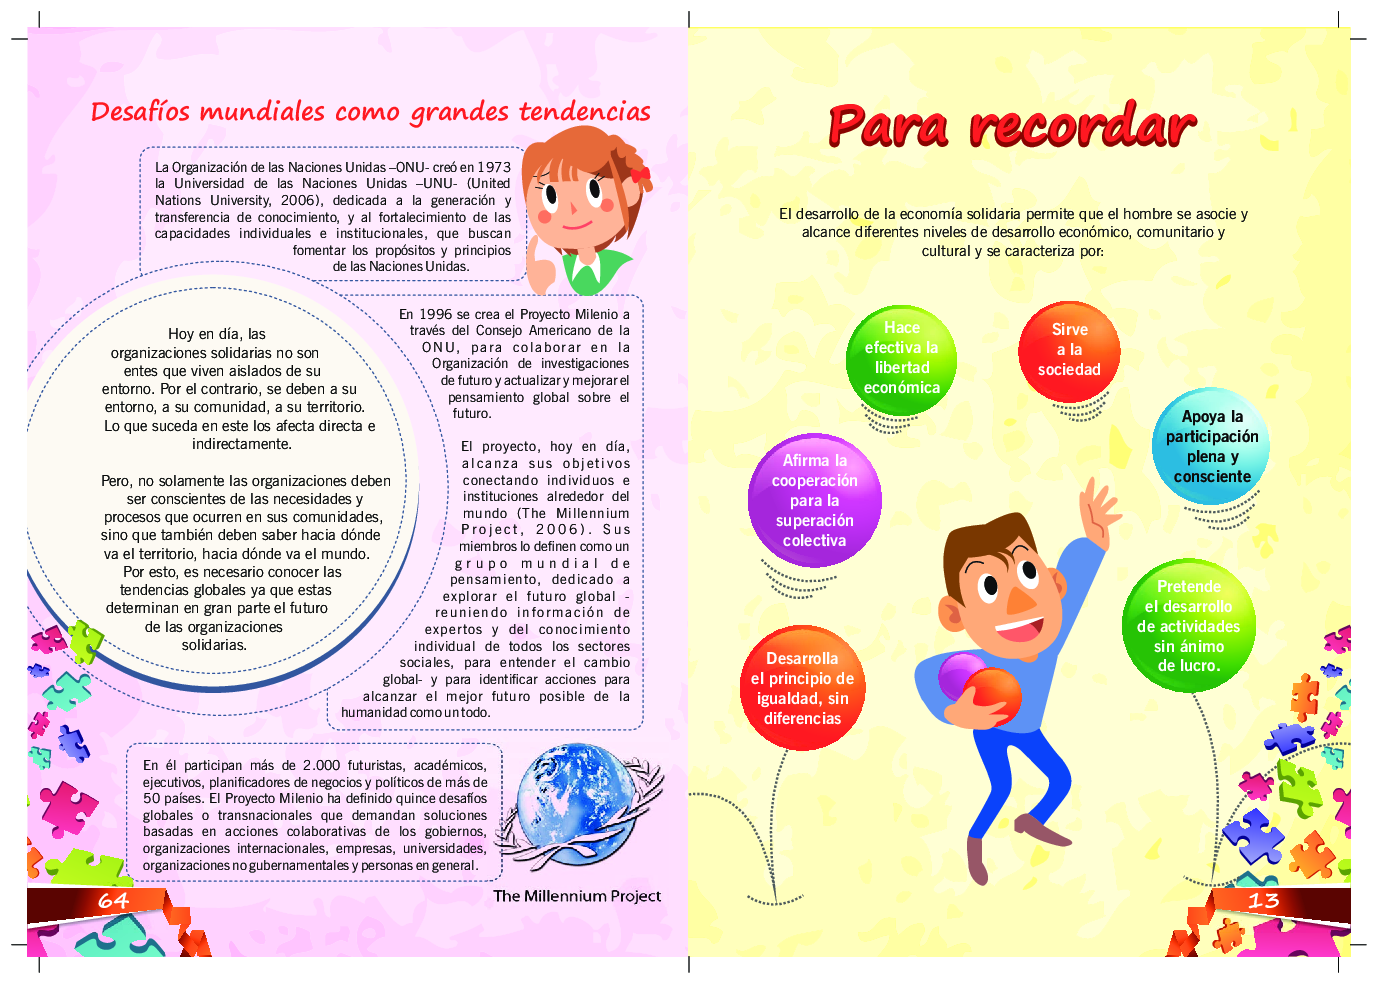 Desafíos mundiales como grandes tendencias
La Organización de las Naciones Unidas –ONU- creó en 1973
la Universidad de las Naciones Unidas –UNU- (United
Nations University, 2006), dedicada a la generación y
transferencia de conocimiento, y al fortalecimiento de las
capacidades individuales e institucionales, que buscan
fomentar los propósitos y principios
de las Naciones Unidas.
Hoy en día, las
organizaciones solidarias no son
entes que viven aislados de su
entorno. Por el contrario, se deben a su
entorno, a su comunidad, a su territorio.
Lo que suceda en este los afecta directa e
indirectamente.
Pero, no solamente las organizaciones deben
ser conscientes de las necesidades y
procesos que ocurren en sus comunidades,
sino que también deben saber hacia dónde
va el territorio, hacia dónde va el mundo.
Por esto, es necesario conocer las
tendencias globales ya que estas
determinan en gran parte el futuro
de las organizaciones
solidarias.
En 1996 se crea el Proyecto Milenio a
través del Consejo Americano de la
ONU, para colaborar en la
Organización de investigaciones
de futuro y actualizar y mejorar el
pensamiento global sobre el
futuro.
El proyecto, hoy en día,
alcanza sus objetivos
conectando individuos e
instituciones alrededor del
mundo (The Millennium
Project, 2006). Sus
miembros lo definen como un
grupo mundial de
pensamiento, dedicado a
explorar el futuro global -
reuniendo información de
expertos y del conocimiento
individual de todos los sectores
sociales, para entender el cambio
global- y para identificar acciones para
alcanzar el mejor futuro posible de la
humanidad como un todo.
En él participan más de 2.000 futuristas, académicos,
ejecutivos, planificadores de negocios y políticos de más de
50 países. El Proyecto Milenio ha definido quince desafíos
globales o transnacionales que demandan soluciones
basadas en acciones colaborativas de los gobiernos,
organizaciones internacionales, empresas, universidades,
organizaciones no gubernamentales y personas en general.
The Millennium Project
64
Para recordar
El desarrollo de la economía solidaria permite que el hombre se asocie y
alcance diferentes niveles de desarrollo económico, comunitario y
cultural y se caracteriza por:
Hace
efectiva la
libertad
económica
Sirve
a la
sociedad
Apoya la
participación
plena y
consciente
Afirma la
cooperación
para la
superación
colectiva
Pretende
el desarrollo
de actividades
sin ánimo
de lucro.
Desarrolla
el principio de
igualdad, sin
diferencias
13